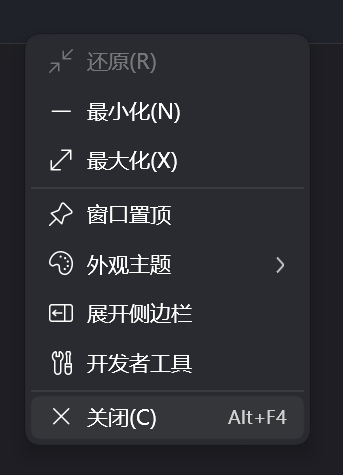 还原(R)
最小化(N)
最大化(X)
窗口置顶
外观主题
展开侧边栏
开发者工具
关闭(C) Alt+F4